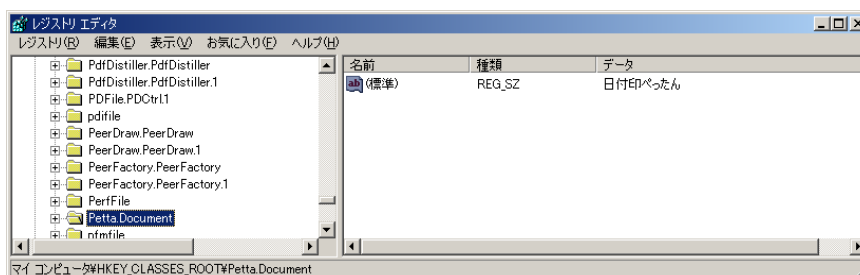 レジストリ エディタ
レジストリ(R) 編集(E) 表示(V) お気に入り(F) ヘルプ(H)
PdfDistiller.PdfDistiller
PdfDistiller.PdfDistiller.1
PDFile.PDCtrl.1
pdifile
PeerDraw.PeerDraw
PeerDraw.PeerDraw.1
PeerFactory.PeerFactory
PeerFactory.PeerFactory.1
PerfFile
Petta.Document
pfmfile
名前 種類 データ
ab (標準) REG_SZ 日付印ぺったん
マイ コンピュータ¥HKEY_CLASSES_ROOT¥Petta.Document